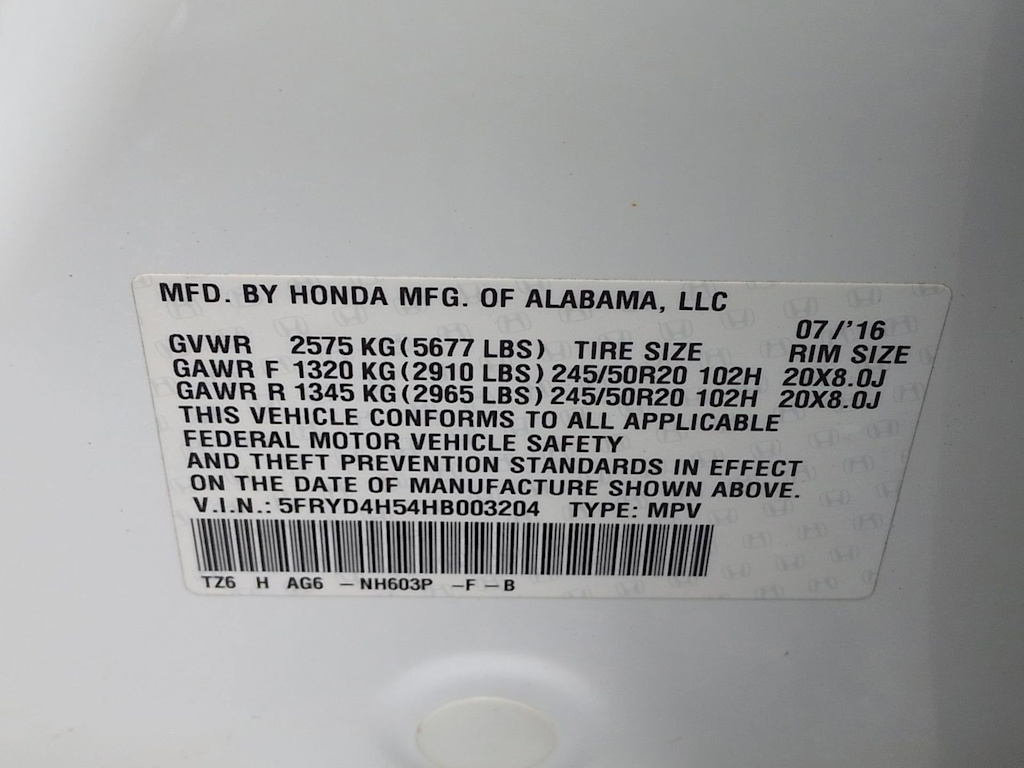 MFD. BY HONDA MFG. OF ALABAMA, LLC
07/'16
GVWR 2575 KG (5677 LBS) TIRE SIZE RIM SIZE
GAWR F 1320 KG (2910 LBS) 245/50R20 102H 20X8.0J
GAWR R 1345 KG (2965 LBS) 245/50R20 102H 20X8.0J
THIS VEHICLE CONFORMS TO ALL APPLICABLE
FEDERAL MOTOR VEHICLE SAFETY
AND THEFT PREVENTION STANDARDS IN EFFECT
ON THE DATE OF MANUFACTURE SHOWN ABOVE.
V.I.N.: 5FRYD4H54HB003204 TYPE: MPV
TZ6 H AG6 -NH603P -F-B